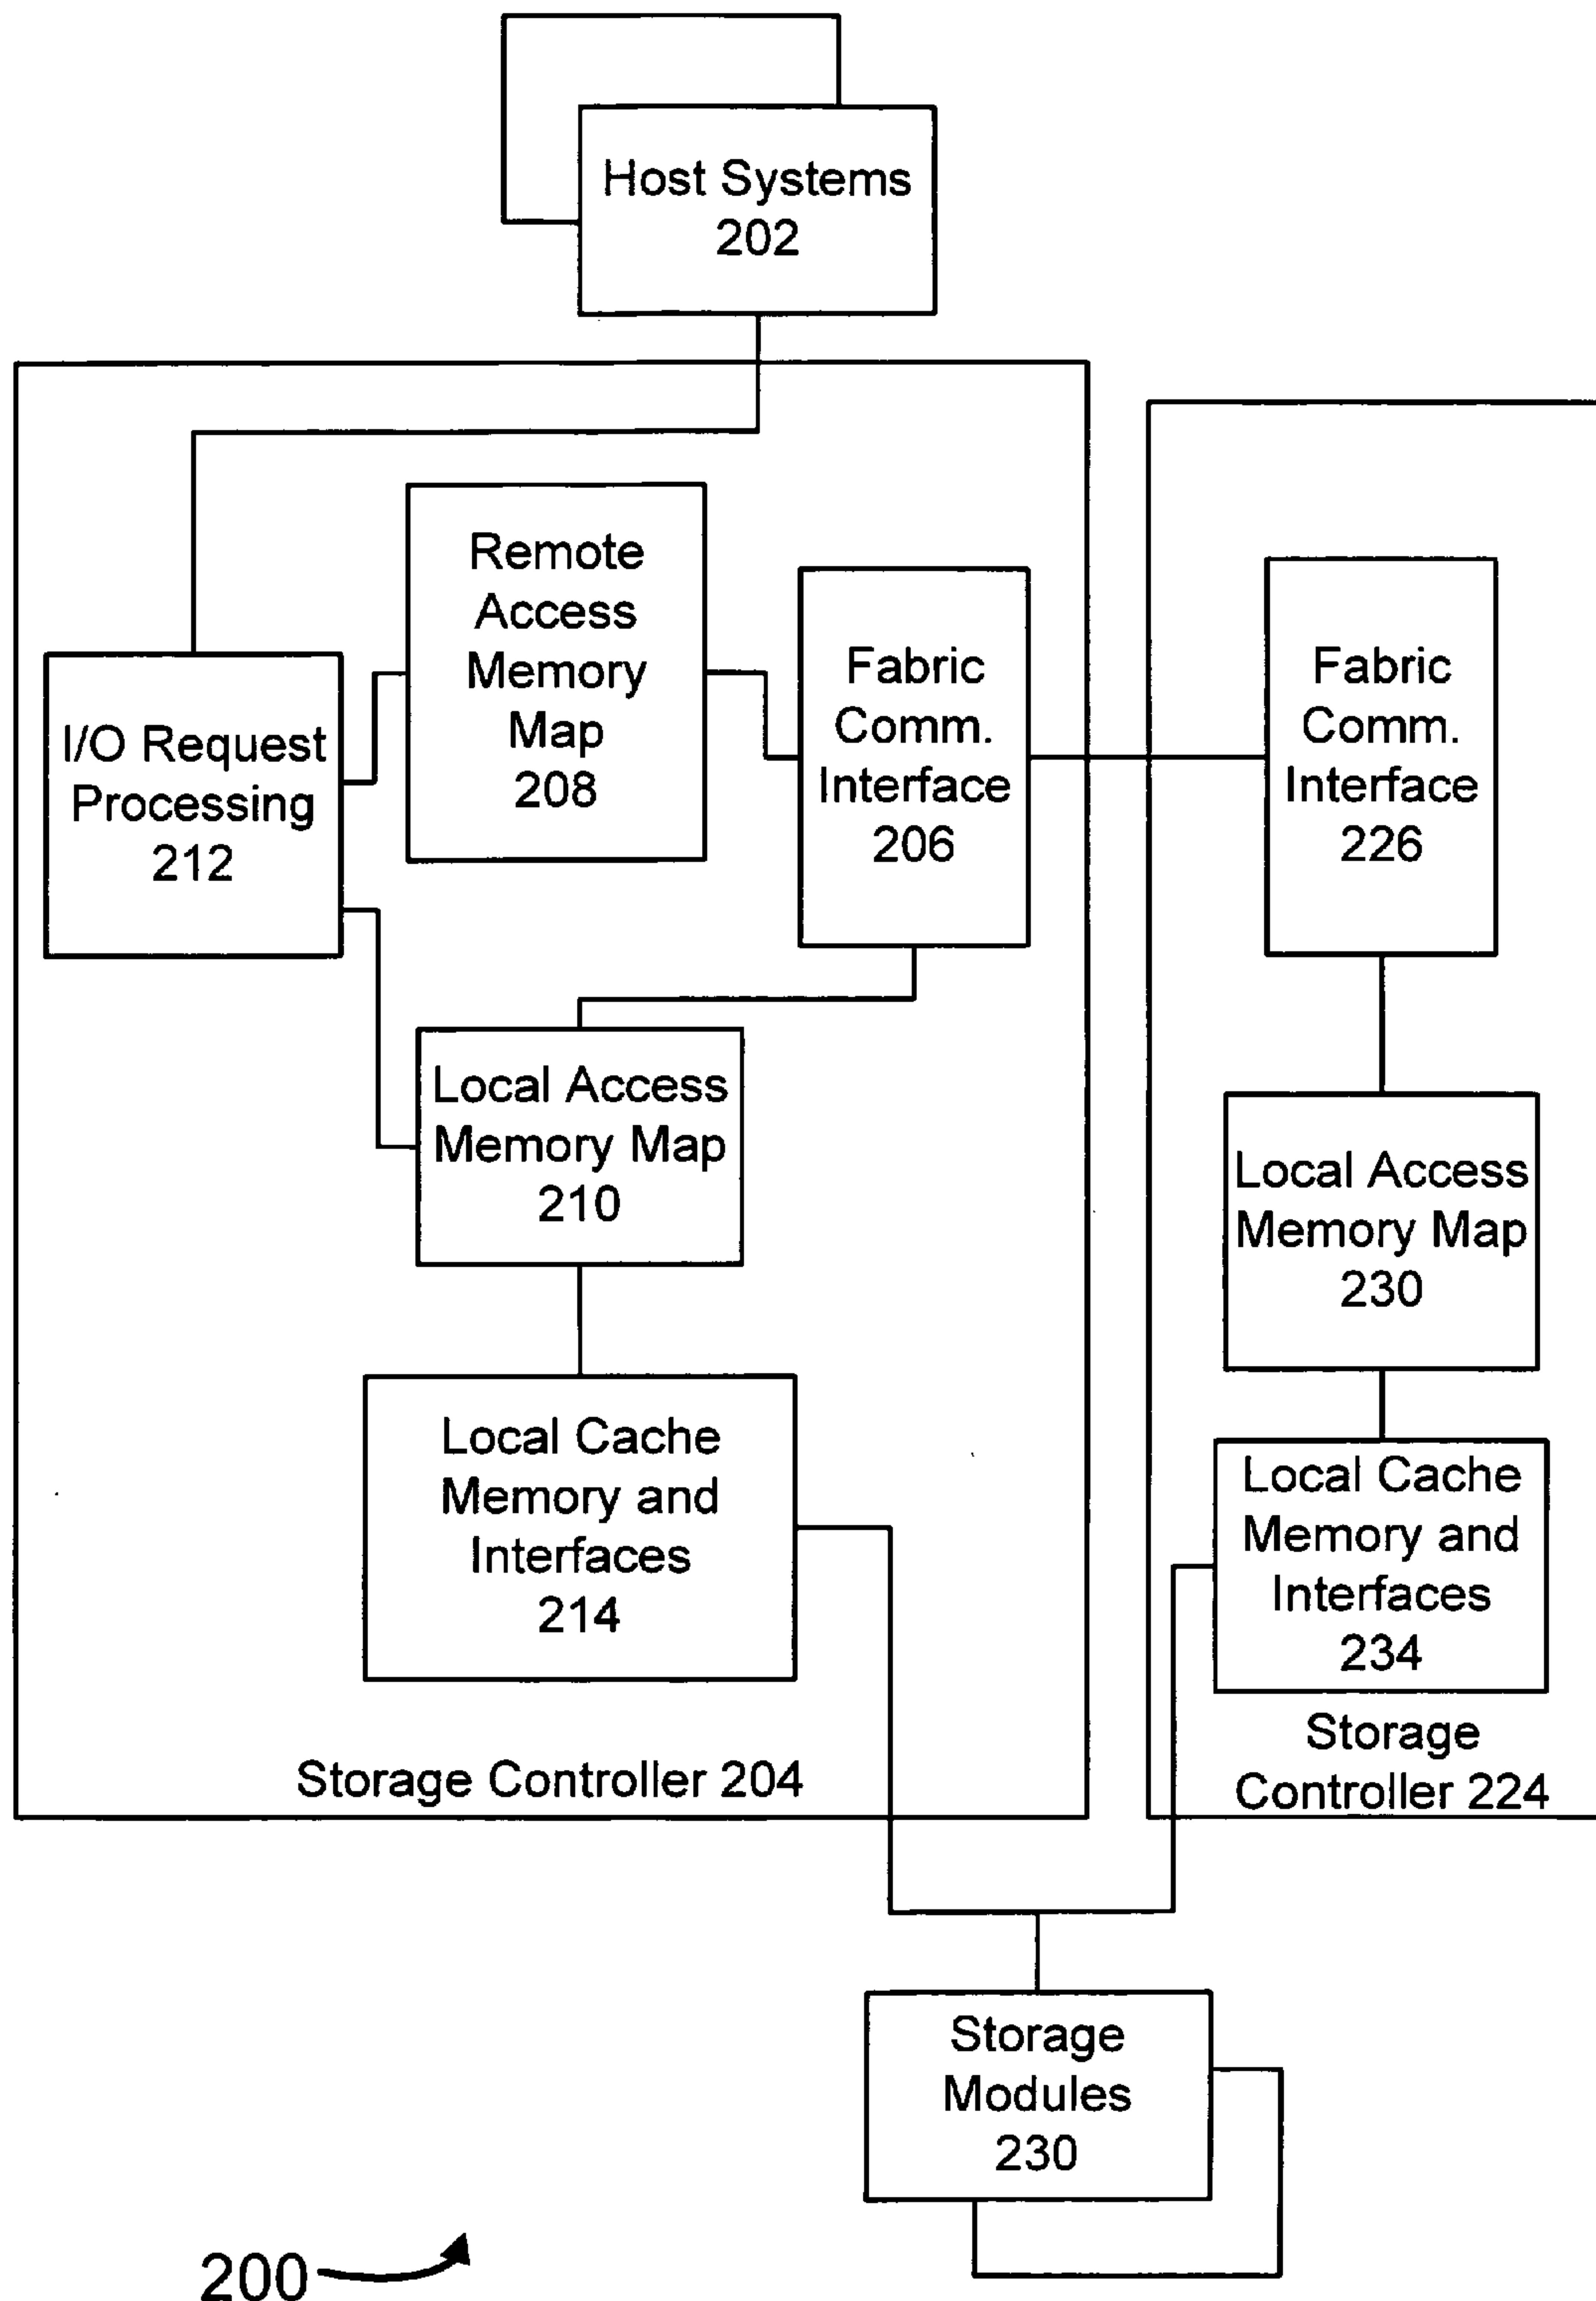 Host Systems
202
Remote
Access
Memory
Map
208
Fabric
Comm.
Interface
206
Fabric
Comm.
Interface
226
I/O Request
Processing
212
Local Access
Memory Map
210
Local Access
Memory Map
230
Local Cache
Memory and
Interfaces
214
Local Cache
Memory and
Interfaces
234
Storage Controller 204
Storage
Controller 224
Storage
Modules
230
200